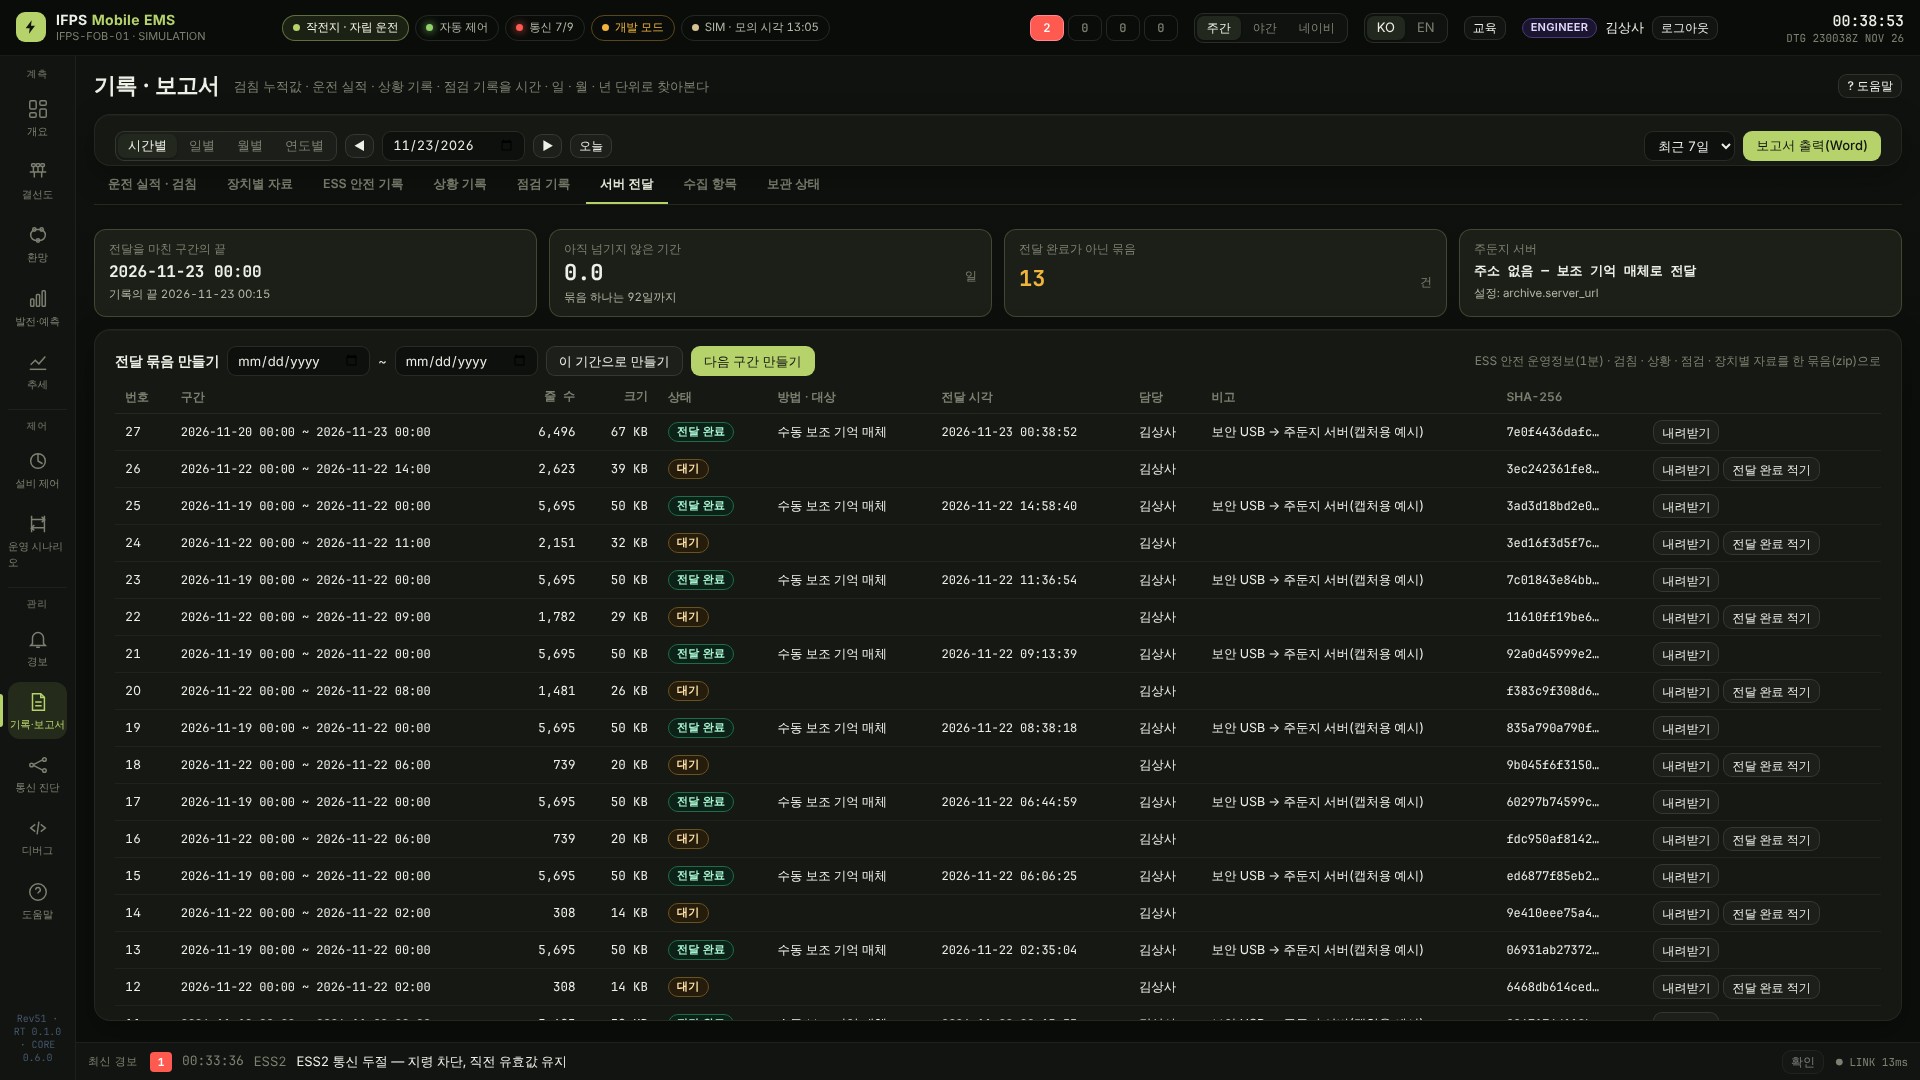 IFPS Mobile EMS
IFPS-FOB-01 · SIMULATION
작전지 · 자립 운전
자동 제어
통신 7/9
개발 모드
SIM · 모의 시각 13:05
2 0 0 0
주간 야간 네이비
KO EN
교육
ENGINEER 김상사 로그아웃
00:38:53
DTG 230038Z NOV 26
계측
개요
결선도
환망
발전·예측
추세
제어
설비 제어
운영 시나리오
관리
경보
기록·보고서
통신 진단
디버그
도움말
Rev51 ·
RT 0.1.0
· CORE
0.6.0
기록 · 보고서 검침 누적값 · 운전 실적 · 상황 기록 · 점검 기록을 시간 · 일 · 월 · 년 단위로 찾아본다
? 도움말
시간별 일별 월별 연도별 ◀ 11/23/2026 ▶ 오늘
최근 7일 보고서 출력(Word)
운전 실적 · 검침 장치별 자료 ESS 안전 기록 상황 기록 점검 기록 서버 전달 수집 항목 보관 상태
전달을 마친 구간의 끝
2026-11-23 00:00
기록의 끝 2026-11-23 00:15
아직 넘기지 않은 기간
0.0 일
묶음 하나는 92일까지
전달 완료가 아닌 묶음
13 건
주둔지 서버
주소 없음 — 보조 기억 매체로 전달
설정: archive.server_url
전달 묶음 만들기 mm/dd/yyyy ~ mm/dd/yyyy 이 기간으로 만들기 다음 구간 만들기
ESS 안전 운영정보(1분) · 검침 · 상황 · 점검 · 장치별 자료를 한 묶음(zip)으로
번호 구간 줄 수 크기 상태 방법 · 대상 전달 시각 담당 비고 SHA-256
27 2026-11-20 00:00 ~ 2026-11-23 00:00 6,496 67 KB 전달 완료 수동 보조 기억 매체 2026-11-23 00:38:52 김상사 보안 USB → 주둔지 서버(캡처용 예시) 7e0f4436dafc… 내려받기
26 2026-11-22 00:00 ~ 2026-11-22 14:00 2,623 39 KB 대기 김상사 3ec242361fe8… 내려받기 전달 완료 적기
25 2026-11-19 00:00 ~ 2026-11-22 00:00 5,695 50 KB 전달 완료 수동 보조 기억 매체 2026-11-22 14:58:40 김상사 보안 USB → 주둔지 서버(캡처용 예시) 3ad3d18bd2e0… 내려받기
24 2026-11-22 00:00 ~ 2026-11-22 11:00 2,151 32 KB 대기 김상사 3ed16f3d5f7c… 내려받기 전달 완료 적기
23 2026-11-19 00:00 ~ 2026-11-22 00:00 5,695 50 KB 전달 완료 수동 보조 기억 매체 2026-11-22 11:36:54 김상사 보안 USB → 주둔지 서버(캡처용 예시) 7c01843e84bb… 내려받기
22 2026-11-22 00:00 ~ 2026-11-22 09:00 1,782 29 KB 대기 김상사 11610ff19be6… 내려받기 전달 완료 적기
21 2026-11-19 00:00 ~ 2026-11-22 00:00 5,695 50 KB 전달 완료 수동 보조 기억 매체 2026-11-22 09:13:39 김상사 보안 USB → 주둔지 서버(캡처용 예시) 92a0d45999e2… 내려받기
20 2026-11-22 00:00 ~ 2026-11-22 08:00 1,481 26 KB 대기 김상사 f383c9f308d6… 내려받기 전달 완료 적기
19 2026-11-19 00:00 ~ 2026-11-22 00:00 5,695 50 KB 전달 완료 수동 보조 기억 매체 2026-11-22 08:38:18 김상사 보안 USB → 주둔지 서버(캡처용 예시) 835a790a790f… 내려받기
18 2026-11-22 00:00 ~ 2026-11-22 06:00 739 20 KB 대기 김상사 9b045f6f3150… 내려받기 전달 완료 적기
17 2026-11-19 00:00 ~ 2026-11-22 00:00 5,695 50 KB 전달 완료 수동 보조 기억 매체 2026-11-22 06:44:59 김상사 보안 USB → 주둔지 서버(캡처용 예시) 60297b74599c… 내려받기
16 2026-11-22 00:00 ~ 2026-11-22 06:00 739 20 KB 대기 김상사 fdc950af8142… 내려받기 전달 완료 적기
15 2026-11-19 00:00 ~ 2026-11-22 00:00 5,695 50 KB 전달 완료 수동 보조 기억 매체 2026-11-22 06:06:25 김상사 보안 USB → 주둔지 서버(캡처용 예시) ed6877f85eb2… 내려받기
14 2026-11-22 00:00 ~ 2026-11-22 02:00 308 14 KB 대기 김상사 9e410eee75a4… 내려받기 전달 완료 적기
13 2026-11-19 00:00 ~ 2026-11-22 00:00 5,695 50 KB 전달 완료 수동 보조 기억 매체 2026-11-22 02:35:04 김상사 보안 USB → 주둔지 서버(캡처용 예시) 06931ab27372… 내려받기
12 2026-11-22 00:00 ~ 2026-11-22 02:00 308 14 KB 대기 김상사 6468db614ced… 내려받기 전달 완료 적기
최신 경보 1 00:33:36 ESS2 ESS2 통신 두절 — 지령 차단, 직전 유효값 유지
확인 LINK 13ms